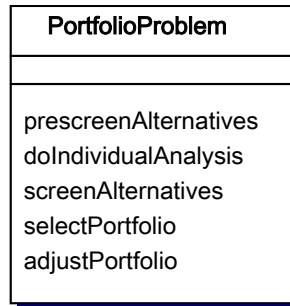 PortfolioProblem
prescreenAlternatives
doIndividualAnalysis
screenAlternatives
selectPortfolio
adjustPortfolio